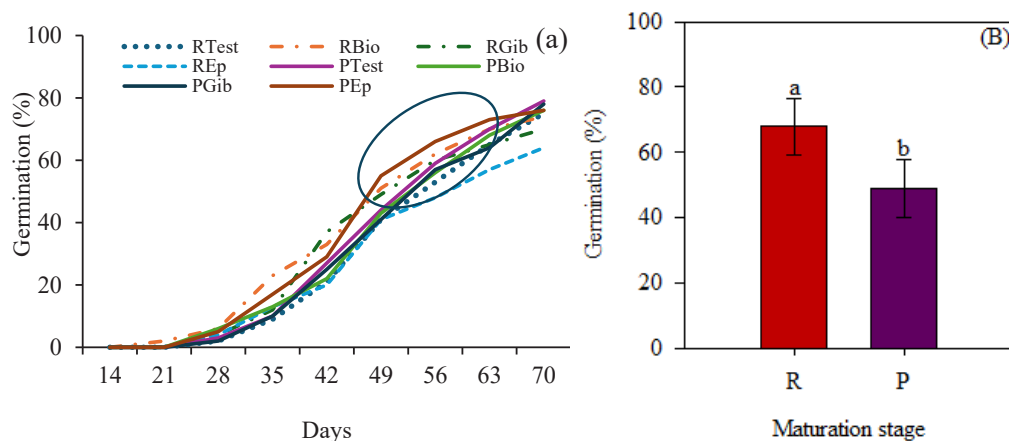 (a)
RTest RBio RGib
REp PTest PBio
PGib PEp
Germination (%)
100
80
60
40
20
0
14 21 28 35 42 49 56 63 70
Days
(B)
Germination (%)
100
80
60
40
20
0
a
b
R P
Maturation stage